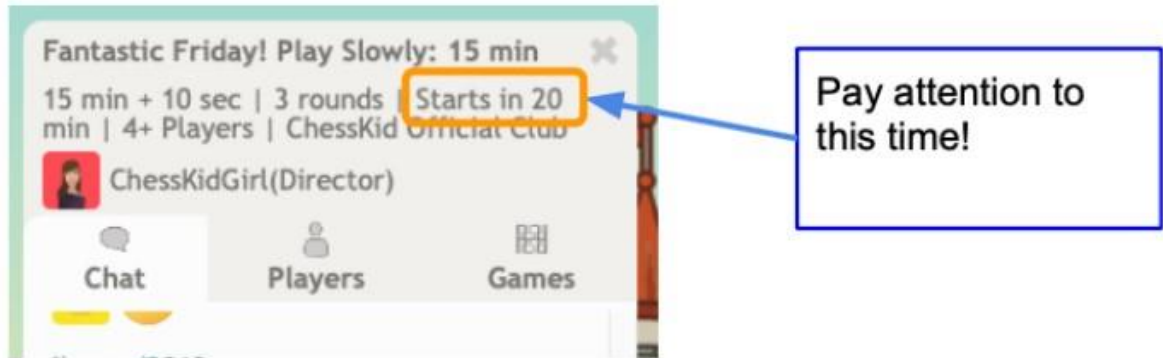 Fantastic Friday! Play Slowly: 15 min
15 min + 10 sec | 3 rounds | Starts in 20
min | 4+ Players | ChessKid Official Club
ChessKidGirl(Director)
Chat
Players
Games
Pay attention to
this time!